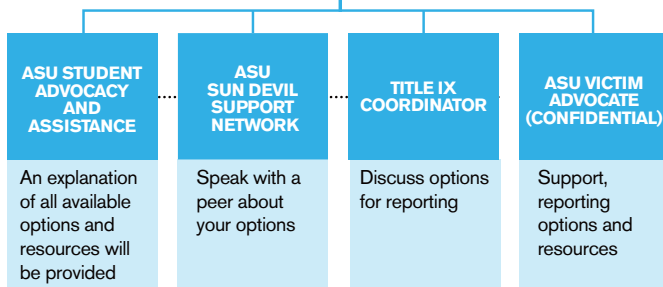 ASU STUDENT
ADVOCACY
AND
ASSISTANCE
An explanation
of all available
options and
resources will
be provided
ASU
SUN DEVIL
SUPPORT
NETWORK
Speak with a
peer about
your options
TITLE IX
COORDINATOR
Discuss options
for reporting
ASU VICTIM
ADVOCATE
(CONFIDENTIAL)
Support,
reporting
options and
resources